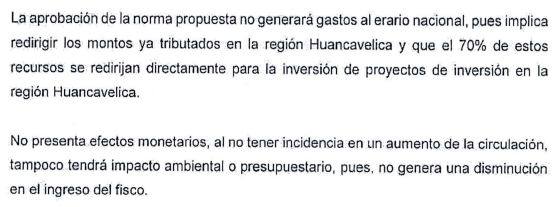 La aprobación de la norma propuesta no generará gastos al erario nacional, pues implica
redirigir los montos ya tributados en la región Huancavelica y que el 70% de estos
recursos se redirijan directamente para la inversión de proyectos de inversión en la
región Huancavelica.
No presenta efectos monetarios, al no tener incidencia en un aumento de la circulación,
tampoco tendrá impacto ambiental o presupuestario, pues, no genera una disminución
en el ingreso del fisco.